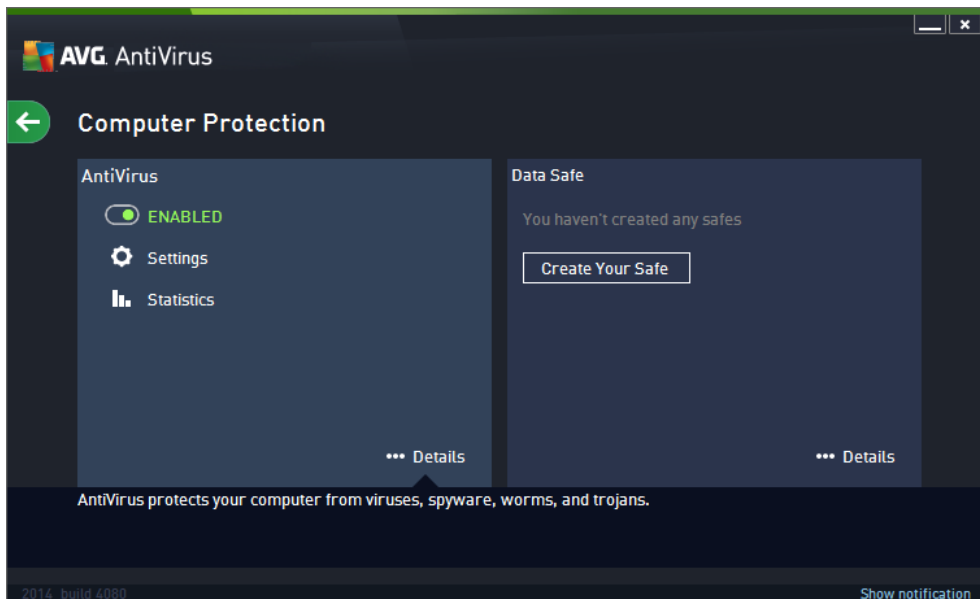 AVG. AntiVirus
Computer Protection
AntiVirus
ENABLED
Settings
Statistics
••• Details
Data Safe
You haven't created any safes
Create Your Safe
••• Details
AntiVirus protects your computer from viruses, spyware, worms, and trojans.
2014 build 4080
Show notification